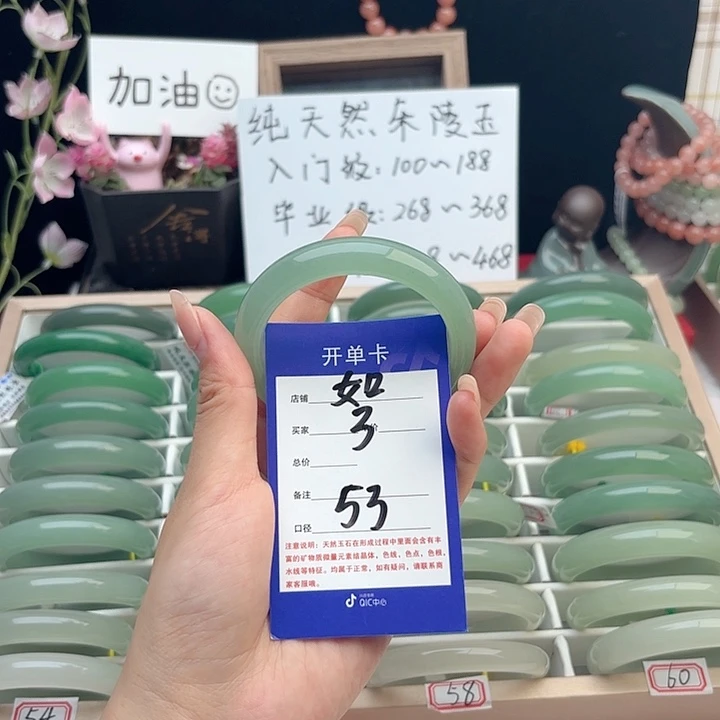 加油
纯天然东陵玉
入门级:100~188
毕业级:268~368
8~468
开单卡
店铺 如
买家 3
总价
备注
口径 53
注意说明:天然玉石在形成过程中里面会含有丰
富的矿物质微量元素结晶体,色线,色点,色根,
水线等特征。均属于正常,如有疑问,请联系商
家客服哦。
QIC中心
54
58
60